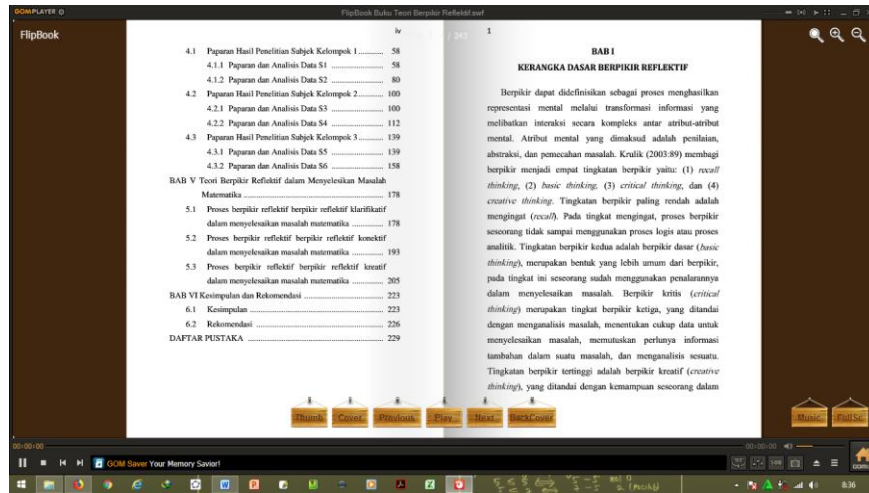 GOM PLAYER
FlipBook Buku Teori Berpikir Reflektif.swf
FlipBook
iv
4.1 Paparan Hasil Penelitian Subjek Kelompok 1 ............ 58
4.1.1 Paparan dan Analisis Data S1 ...................... 58
4.1.2 Paparan dan Analisis Data S2 ...................... 80
4.2 Paparan Hasil Penelitian Subjek Kelompok 2 ......... 100
4.2.1 Paparan dan Analisis Data S3 .................... 100
4.2.2 Paparan dan Analisis Data S4 .................... 112
4.3 Paparan Hasil Penelitian Subjek Kelompok 3 ......... 139
4.3.1 Paparan dan Analisis Data S5 .................... 139
4.3.2 Paparan dan Analisis Data S6 .................... 158
BAB V Teori Berpikir Reflektif dalam Menyelesikan Masalah
Matematika ........................................................ 178
5.1 Proses berpikir reflektif berpikir reflektif klarifikatif
dalam menyelesaikan masalah matematika .............. 178
5.2 Proses berpikir reflektif berpikir reflektif konektif
dalam menyelesaikan masalah matematika .............. 193
5.3 Proses berpikir reflektif berpikir reflektif kreatif
dalam menyelesaikan masalah matematika .............. 205
BAB VI Kesimpulan dan Rekomendasi .............................. 223
6.1 Kesimpulan ..................................................... 223
6.2 Rekomendasi .................................................... 226
DAFTAR PUSTAKA ................................................. 229
1
/ 241
BAB I
KERANGKA DASAR BERPIKIR REFLEKTIF
Berpikir dapat didefinisikan sebagai proses menghasilkan
representasi mental melalui transformasi informasi yang
melibatkan interaksi secara kompleks antar atribut-atribut
mental. Atribut mental yang dimaksud adalah penilaian,
abstraksi, dan pemecahan masalah. Krulik (2003:89) membagi
berpikir menjadi empat tingkatan berpikir yaitu: (1) recall
thinking, (2) basic thinking, (3) critical thinking, dan (4)
creative thinking. Tingkatan berpikir paling rendah adalah
mengingat (recall). Pada tingkat mengingat, proses berpikir
seseorang tidak sampai menggunakan proses logis atau proses
analitik. Tingkatan berpikir kedua adalah berpikir dasar (basic
thinking), merupakan bentuk yang lebih umum dari berpikir,
pada tingkat ini seseorang sudah menggunakan penalarannya
dalam menyelesaikan masalah. Berpikir kritis (critical
thinking) merupakan tingkat berpikir ketiga, yang ditandai
dengan menganalisis masalah, menentukan cukup data untuk
menyelesaikan masalah, memutuskan perlunya informasi
tambahan dalam suatu masalah, dan menganalisis sesuatu.
Tingkatan berpikir tertinggi adalah berpikir kreatif (creative
thinking), yang ditandai dengan kemampuan seseorang dalam
Thumb Cover Previous Play Next BackCover
Music FullSc
00:00:00
00:00:00
GOM Saver Your Memory Savior!
8:36